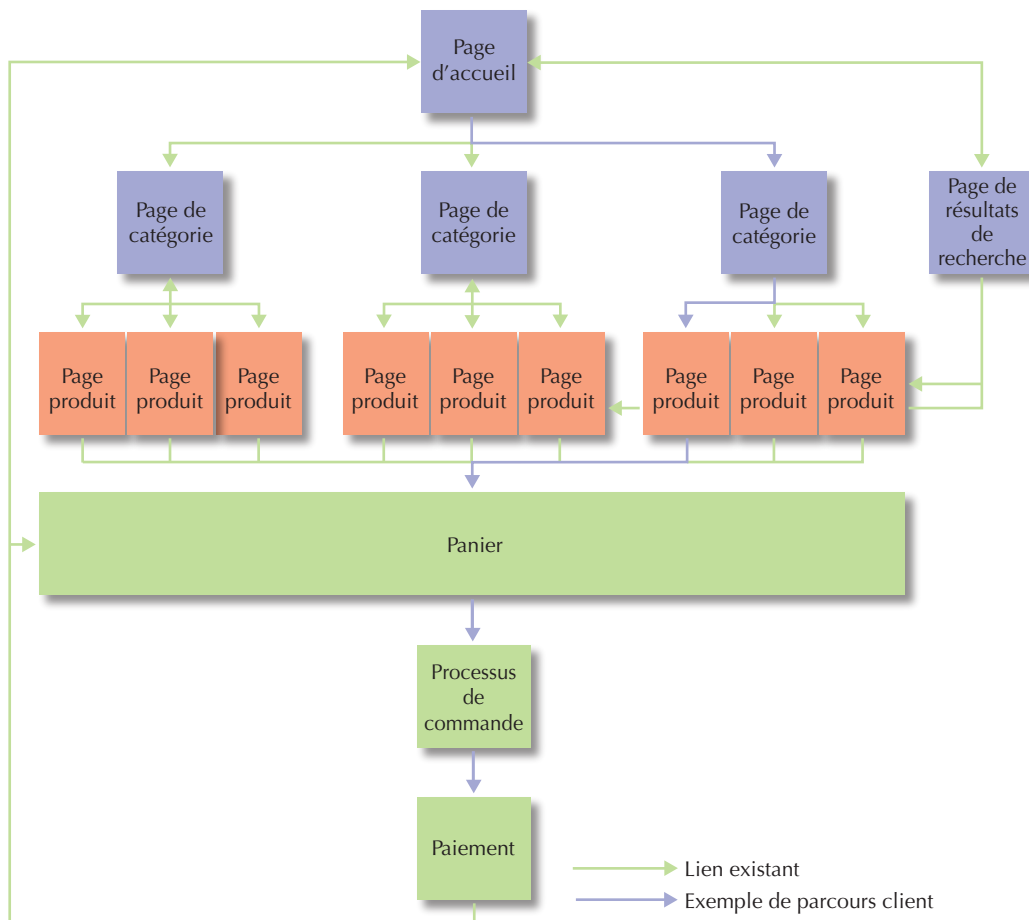 Page
d'accueil
Page de
catégorie
Page de
catégorie
Page de
catégorie
Page de
résultats
de
recherche
Page
produit
Page
produit
Page
produit
Page
produit
Page
produit
Page
produit
Page
produit
Page
produit
Page
produit
Panier
Processus
de
commande
Paiement
Lien existant
Exemple de parcours client